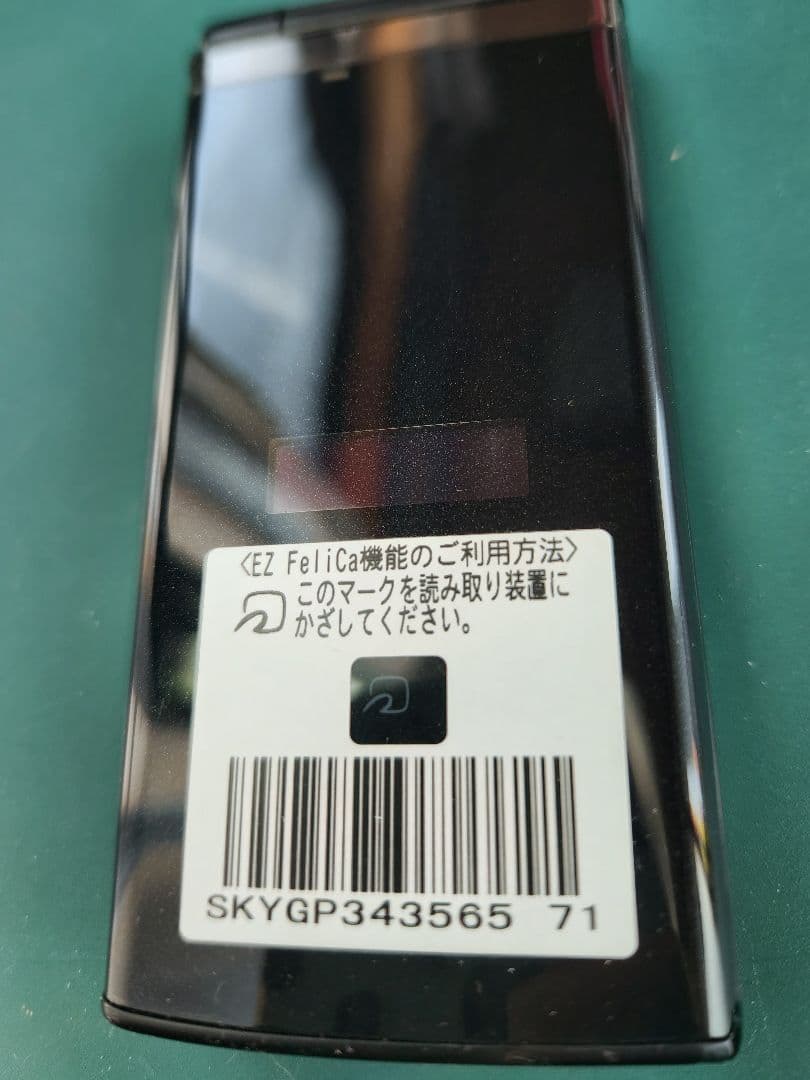 〈EZ FeliCa機能のご利用方法〉
このマークを読み取り装置に
かざしてください。
SKYGP343565 71